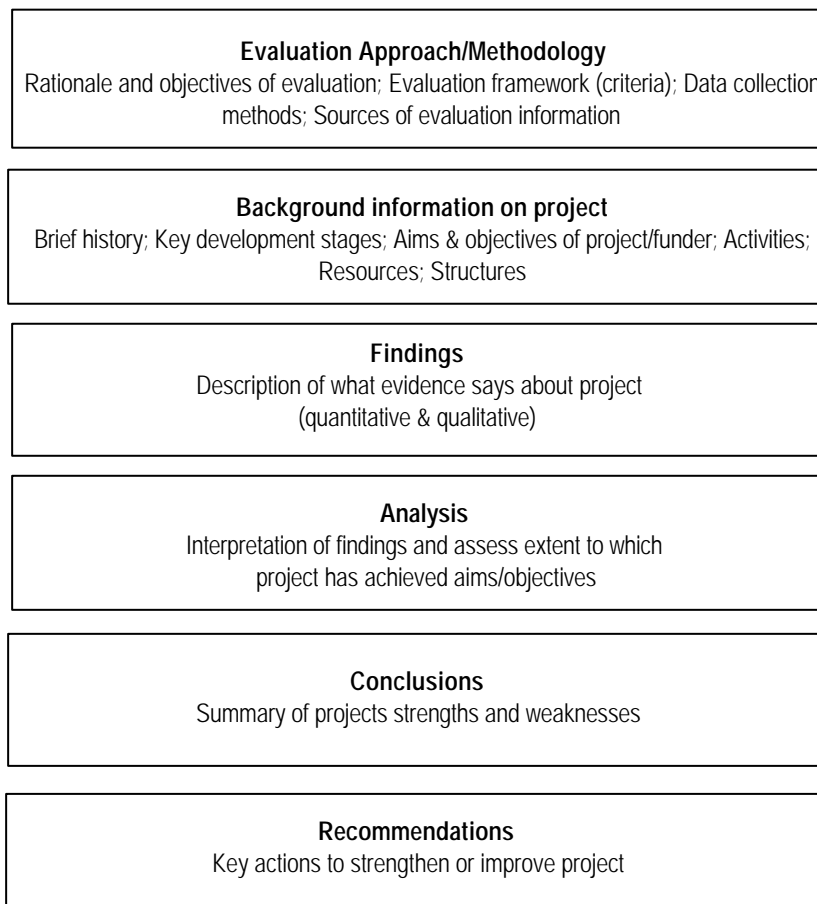 Evaluation Approach/Methodology
Rationale and objectives of evaluation; Evaluation framework (criteria); Data collection
methods; Sources of evaluation information
Background information on project
Brief history; Key development stages; Aims & objectives of project/funder; Activities;
Resources; Structures
Findings
Description of what evidence says about project
(quantitative & qualitative)
Analysis
Interpretation of findings and assess extent to which
project has achieved aims/objectives
Conclusions
Summary of projects strengths and weaknesses
Recommendations
Key actions to strengthen or improve project